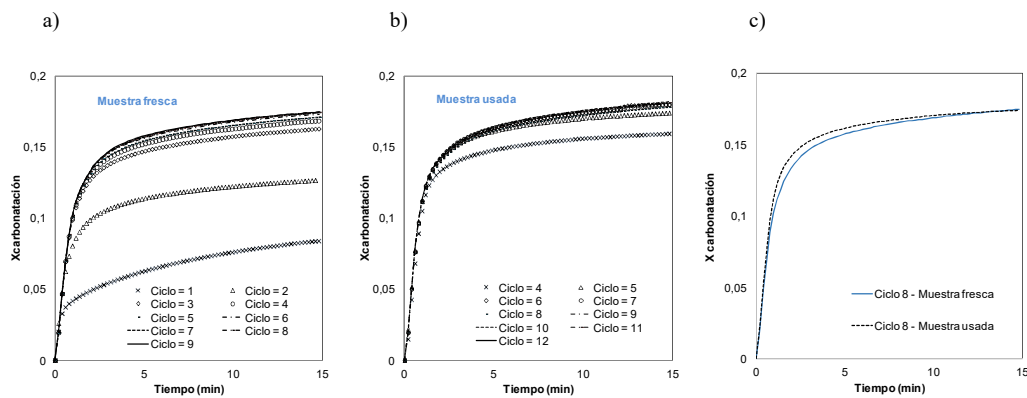 a)
b)
c)
0,2
0,15
0,1
0,05
0
Xcarbonatación
Muestra fresca
Ciclo = 1 Ciclo = 2
Ciclo = 3 Ciclo = 4
Ciclo = 5 Ciclo = 6
Ciclo = 7 Ciclo = 8
Ciclo = 9
0 5 10 15
Tiempo (min)
0,2
0,15
0,1
0,05
0
Xcarbonatación
Muestra usada
Ciclo = 4 Ciclo = 5
Ciclo = 6 Ciclo = 7
Ciclo = 8 Ciclo = 9
Ciclo = 10 Ciclo = 11
Ciclo = 12
0 5 10 15
Tiempo (min)
0,2
0,15
0,1
0,05
0
X carbonatación
Ciclo 8 - Muestra fresca
Ciclo 8 - Muestra usada
0 5 10 15
Tiempo (min)